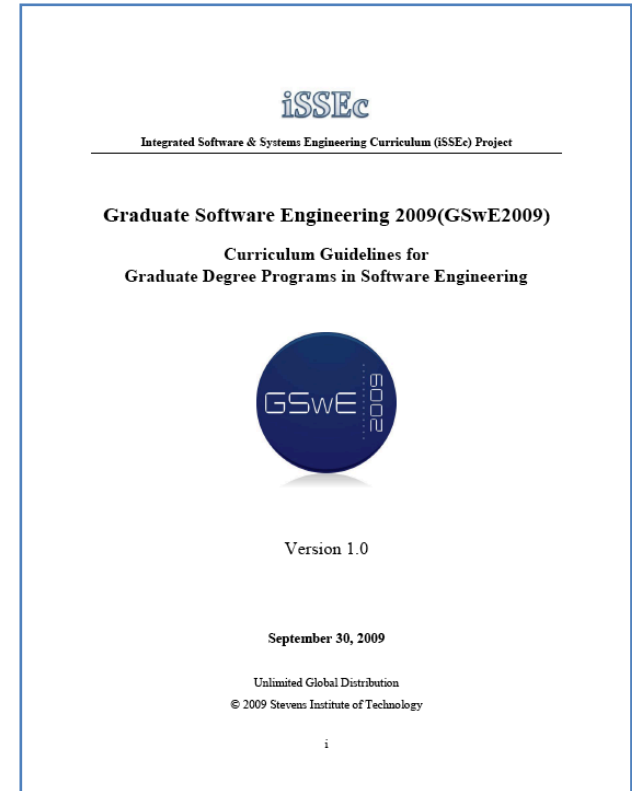 iSSEc
Integrated Software & Systems Engineering Curriculum (iSSEc) Project
Graduate Software Engineering 2009(GSwE2009)
Curriculum Guidelines for
Graduate Degree Programs in Software Engineering
GSwE 2009
Version 1.0
September 30, 2009
Unlimited Global Distribution
© 2009 Stevens Institute of Technology
i